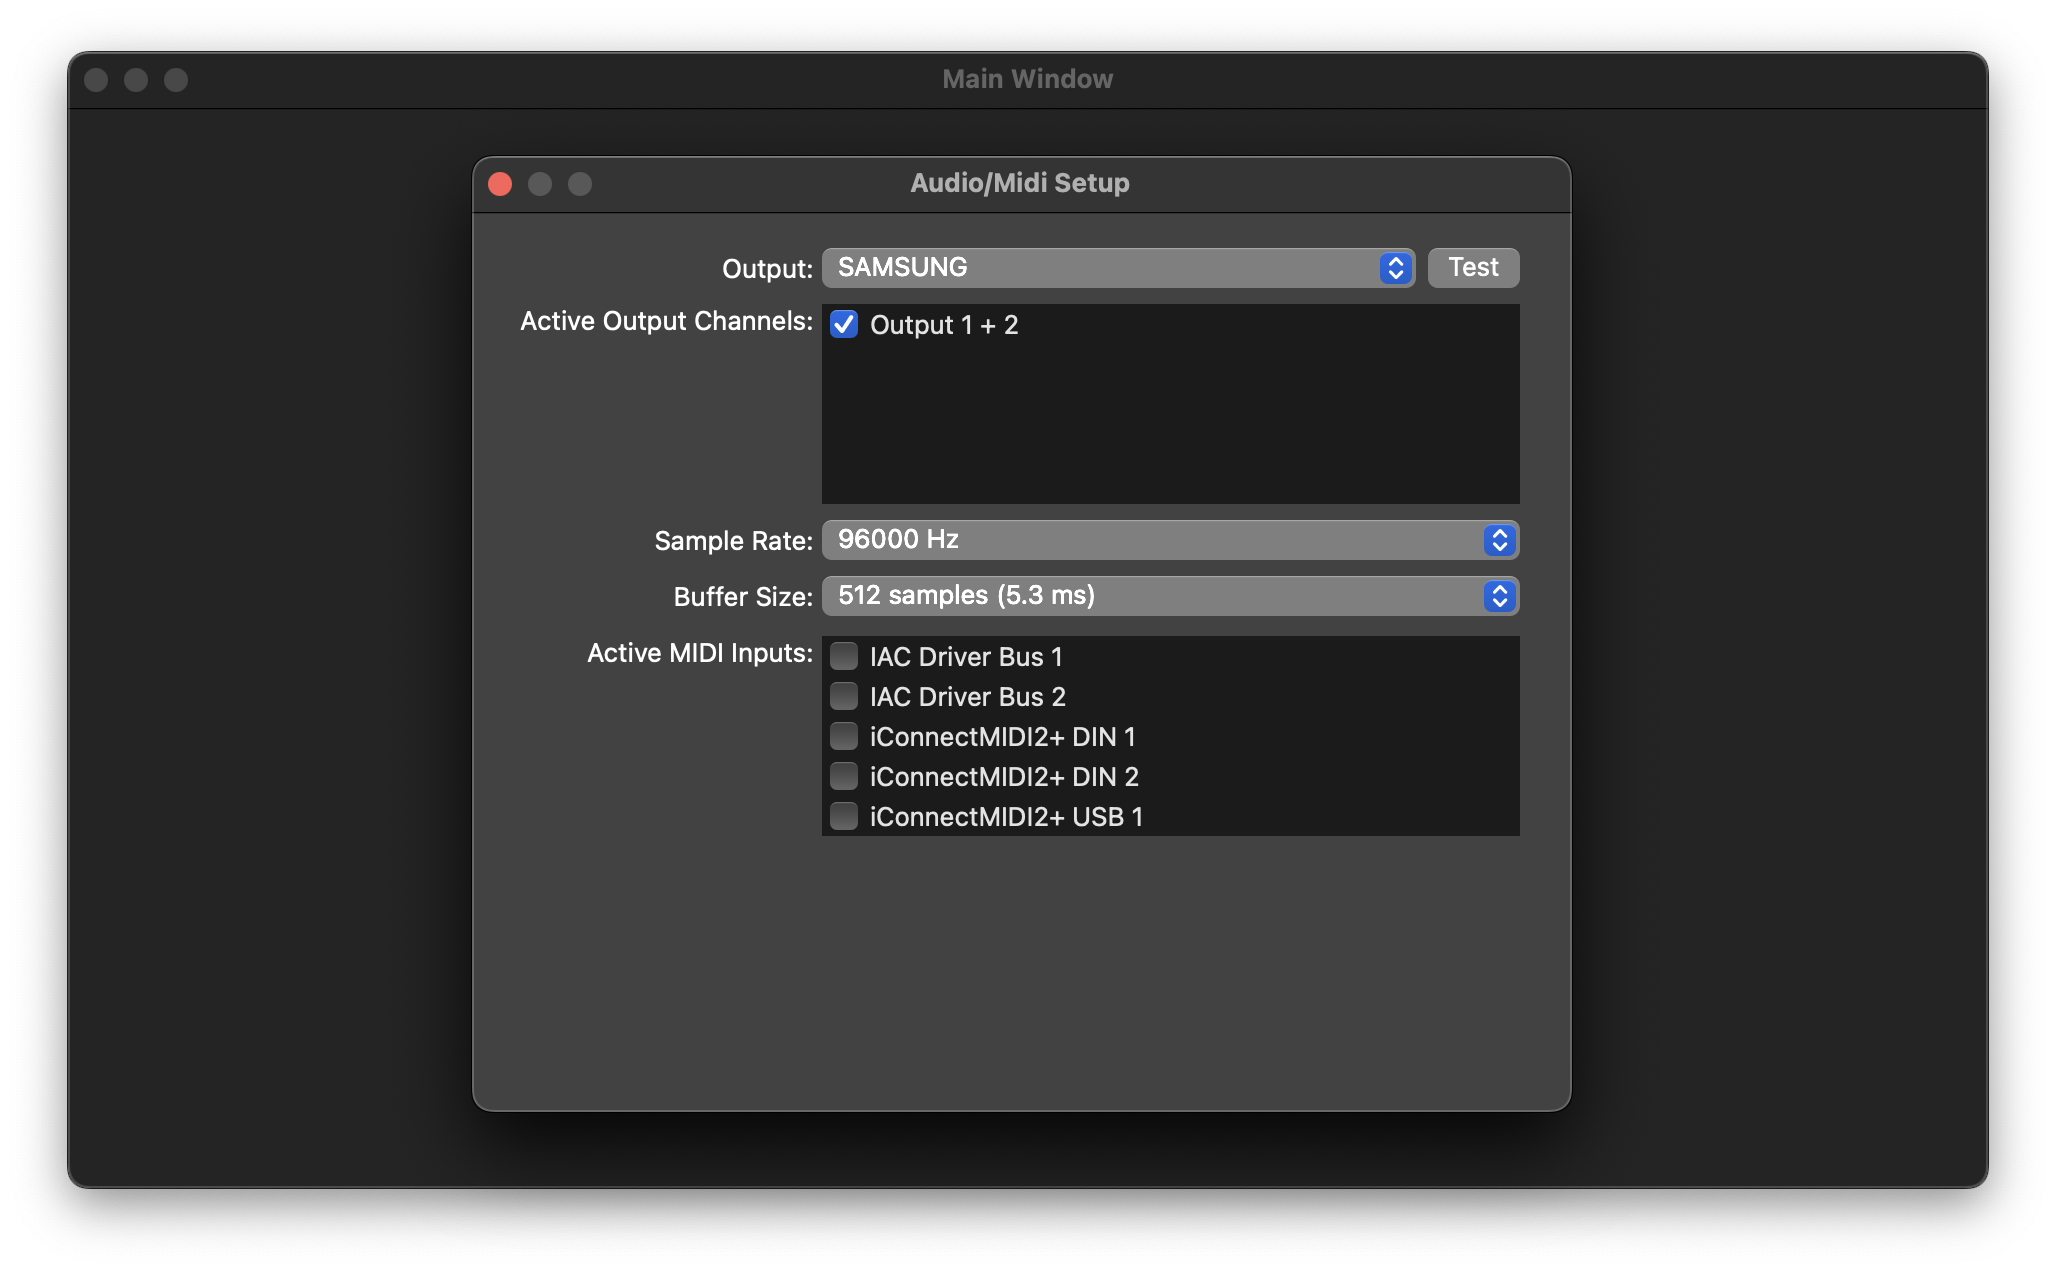 Main Window
Audio/Midi Setup
Output: SAMSUNG Test
Active Output Channels: Output 1 + 2
Sample Rate: 96000 Hz
Buffer Size: 512 samples (5.3 ms)
Active MIDI Inputs: IAC Driver Bus 1
IAC Driver Bus 2
iConnectMIDI2+ DIN 1
iConnectMIDI2+ DIN 2
iConnectMIDI2+ USB 1